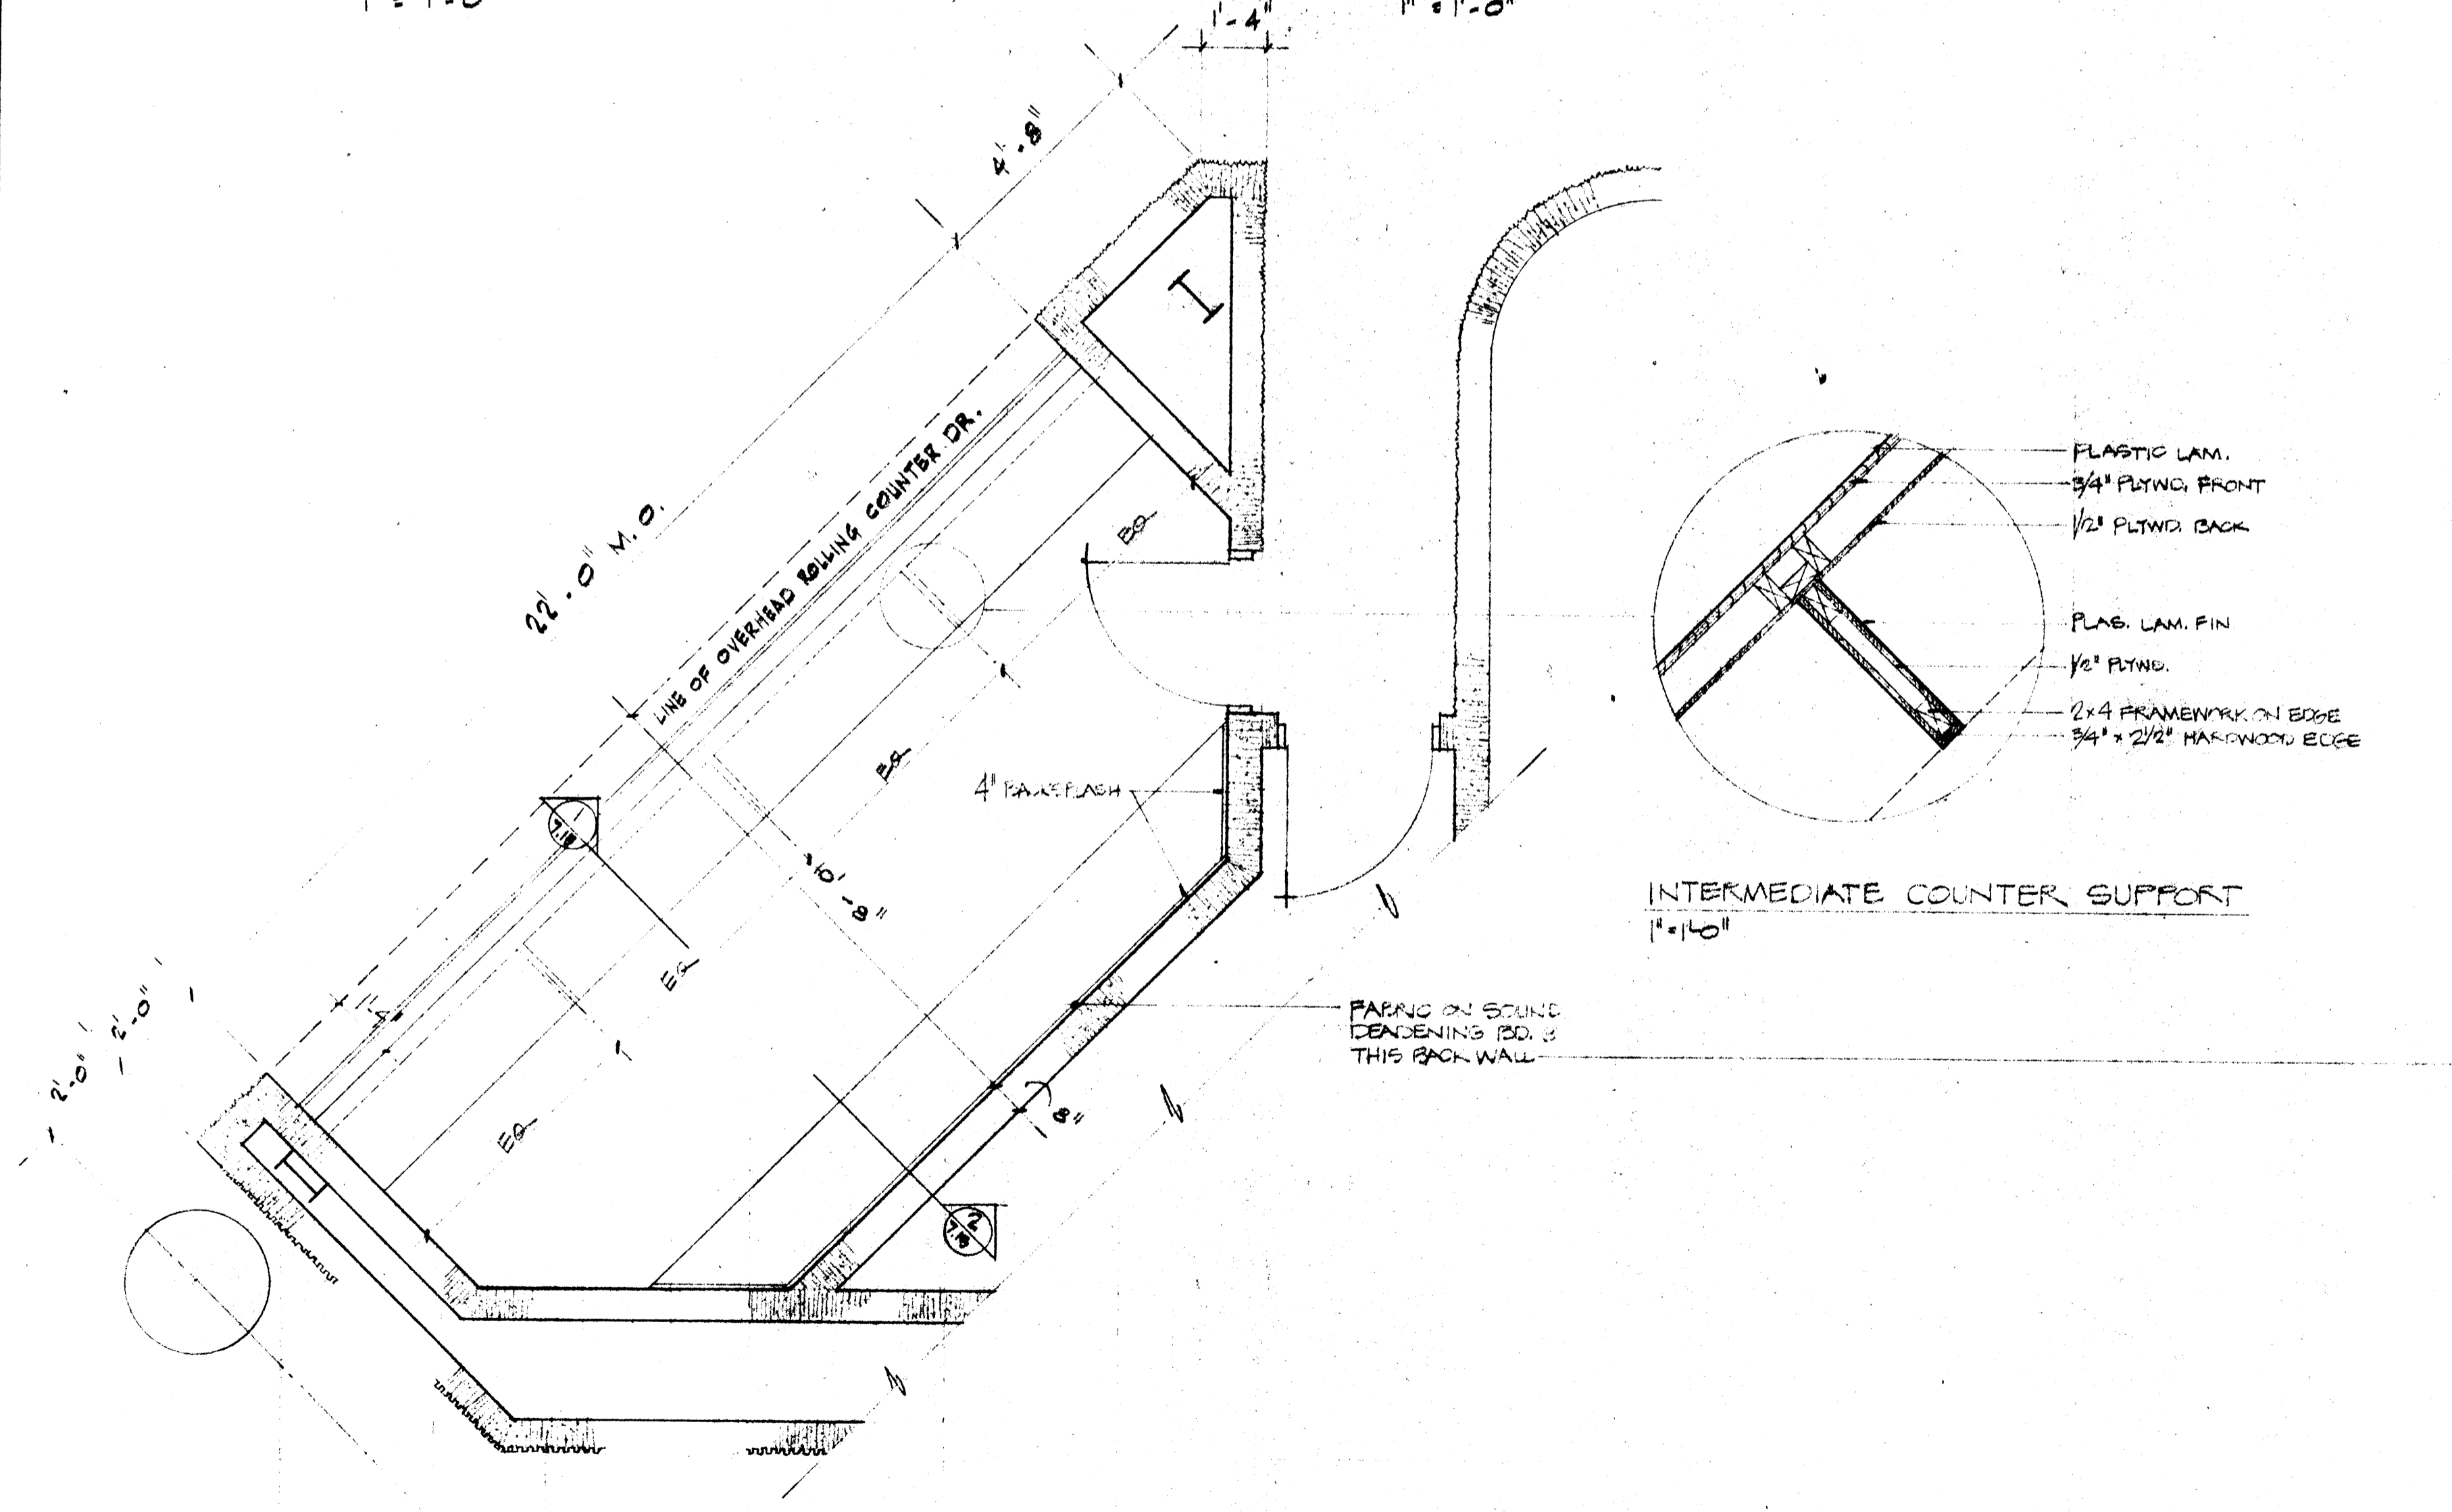 1'-4"
4'-8"
22'-0" M.O.
LINE OF OVERHEAD ROLLING COUNTER DR.
EQ
EQ
EQ
EQ
10'-8"
4" BACKSPLASH
2'-0"
2'-0"
8"
2
7.18
FABRIC ON SOUND
DEADENING BD.
THIS BACK WALL
PLASTIC LAM.
3/4" PLYWD. FRONT
1/2" PLYWD. BACK
PLAS. LAM. FIN
1/2" PLYWD.
2x4 FRAMEWORK ON EDGE
3/4" x 2 1/2" HARDWOOD EDGE
INTERMEDIATE COUNTER SUPPORT
1"=1'-0"